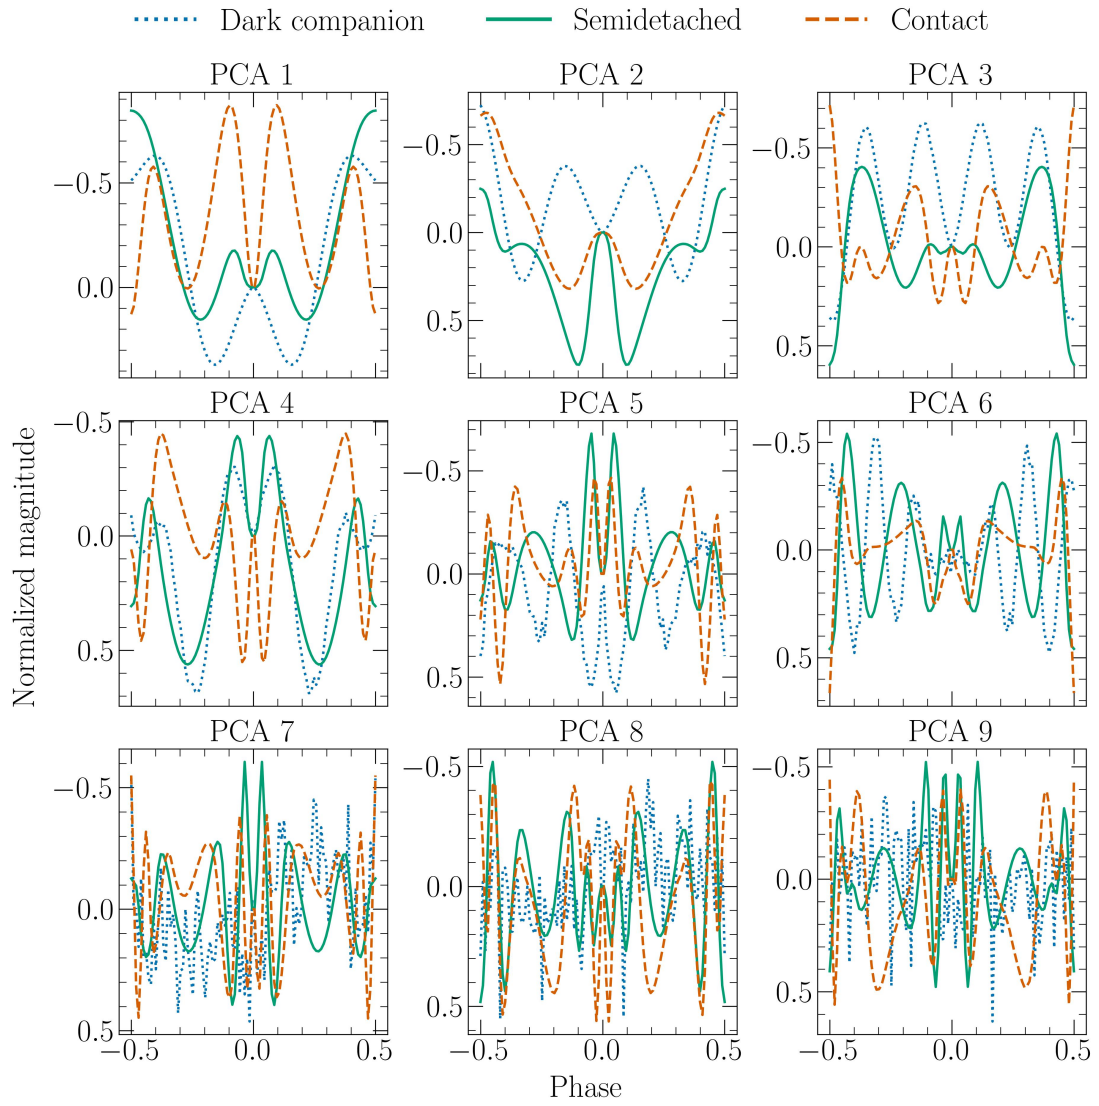 Dark companion Semidetached Contact
PCA 1 PCA 2 PCA 3
−0.5 0.0
−0.5 0.0 0.5
−0.5 0.0 0.5
PCA 4 PCA 5 PCA 6
−0.5 0.0 0.5
−0.5 0.0 0.5
−0.5 0.0 0.5
PCA 7 PCA 8 PCA 9
−0.5 0.0 0.5
−0.5 0.0 0.5
−0.5 0.0 0.5
−0.5 0.0 0.5 −0.5 0.0 0.5 −0.5 0.0 0.5
Phase
Normalized magnitude